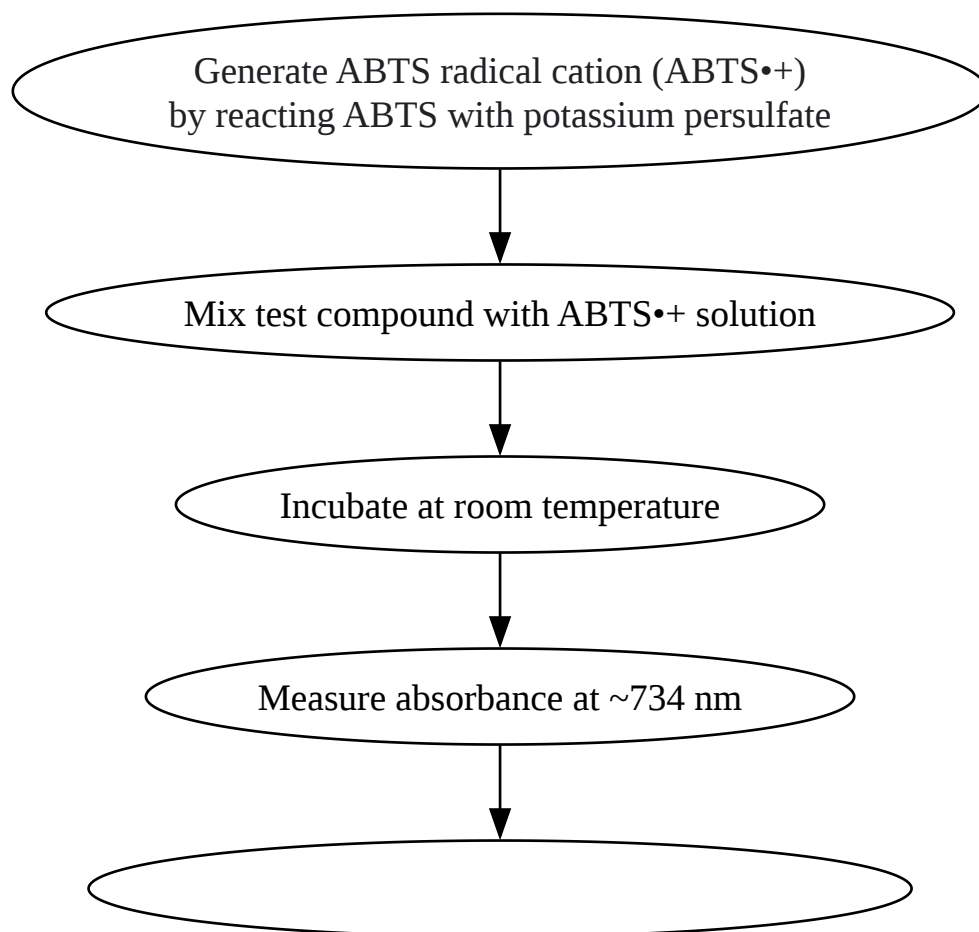 Generate ABTS radical cation (ABTS•+)
by reacting ABTS with potassium persulfate
Mix test compound with ABTS•+ solution
Incubate at room temperature
Measure absorbance at ~734 nm